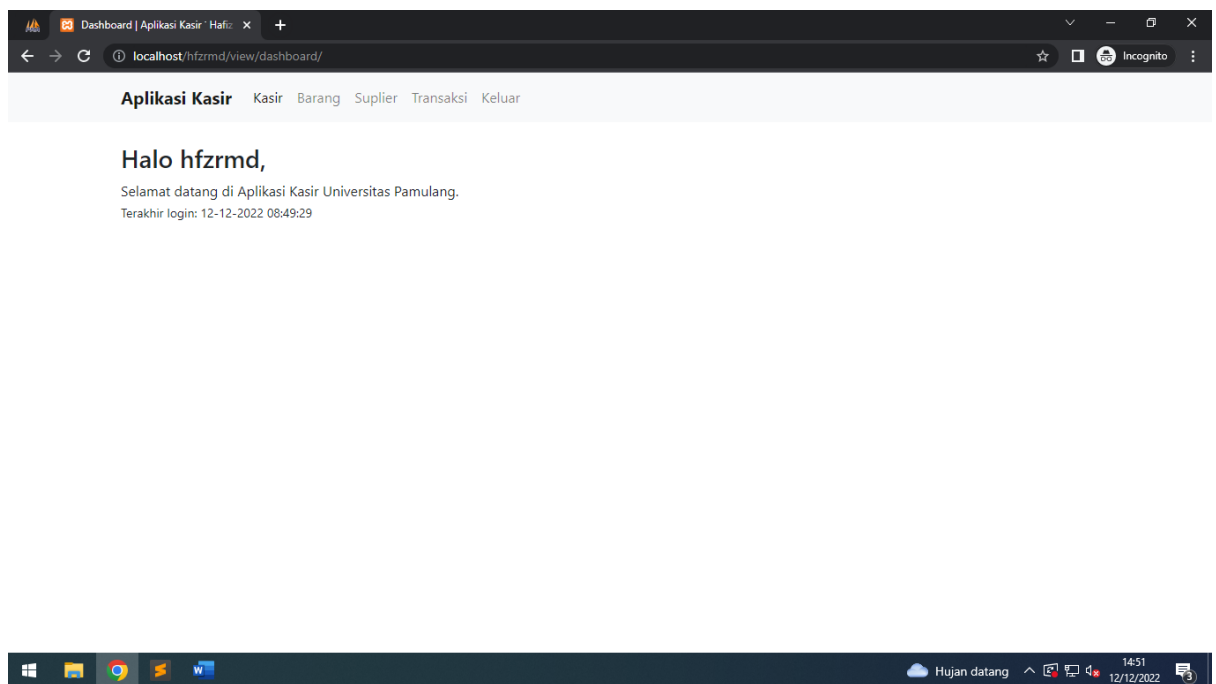 Dashboard | Aplikasi Kasir ~ Hafiz
localhost/hfzrmd/view/dashboard/
Incognito
Aplikasi Kasir Kasir Barang Suplier Transaksi Keluar
Halo hfzrmd,
Selamat datang di Aplikasi Kasir Universitas Pamulang.
Terakhir login: 12-12-2022 08:49:29
Hujan datang
14:51
12/12/2022
3